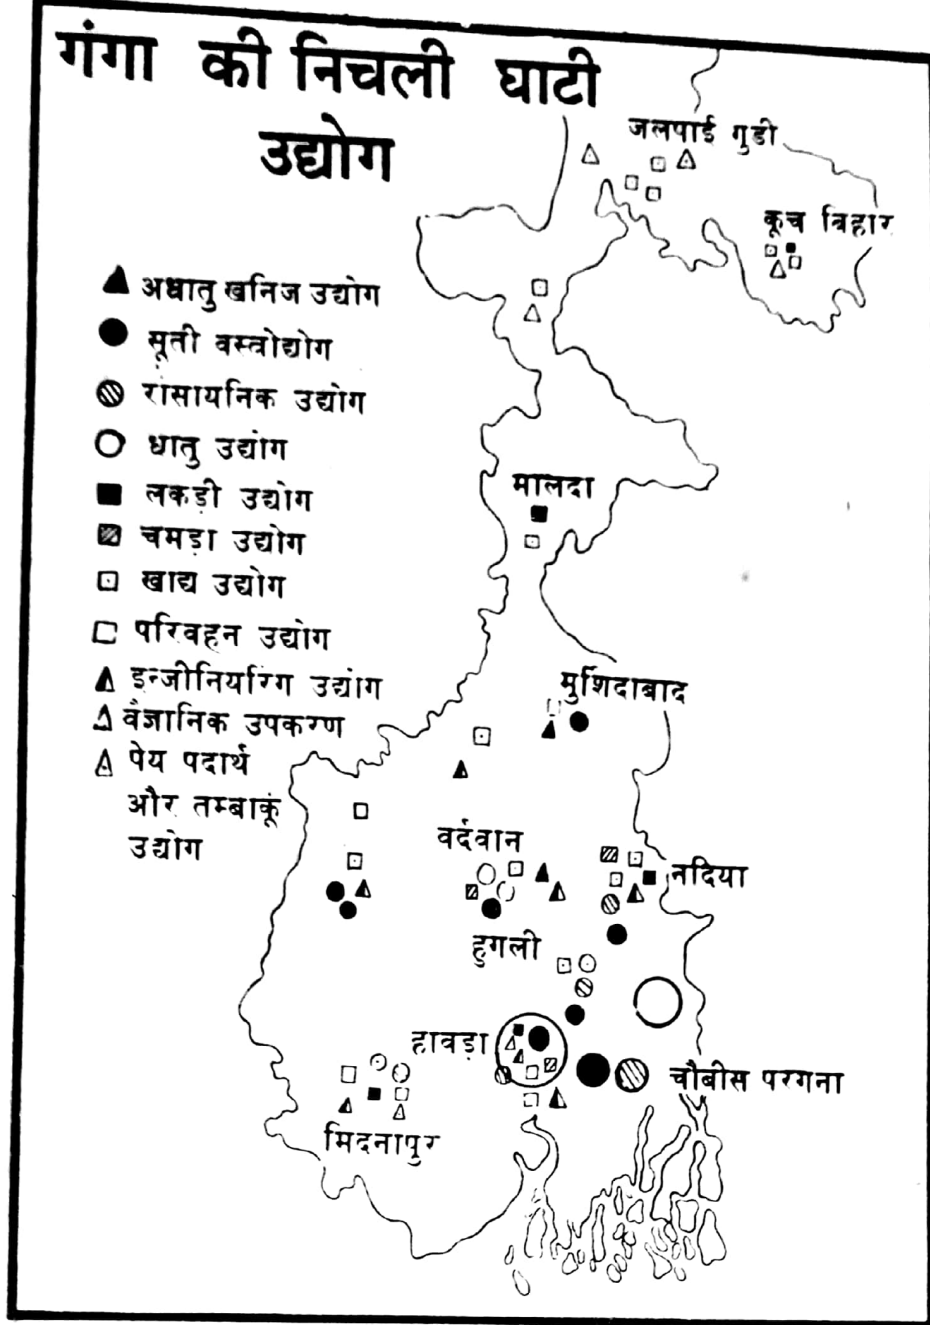 गंगा की निचली घाटी
उद्योग
जलपाई गुडी
कूच बिहार
अधातु खनिज उद्योग
सूती वस्त्रोद्योग
रासायनिक उद्योग
धातु उद्योग
लकड़ी उद्योग
चमड़ा उद्योग
खाद्य उद्योग
परिवहन उद्योग
इन्जीनियरिंग उद्योग
वैज्ञानिक उपकरण
पेय पदार्थ
और तम्बाकूं
उद्योग
मालदा
मुर्शिदाबाद
वर्दवान
नदिया
हुगली
हावड़ा
चौबीस परगना
मिदनापुर